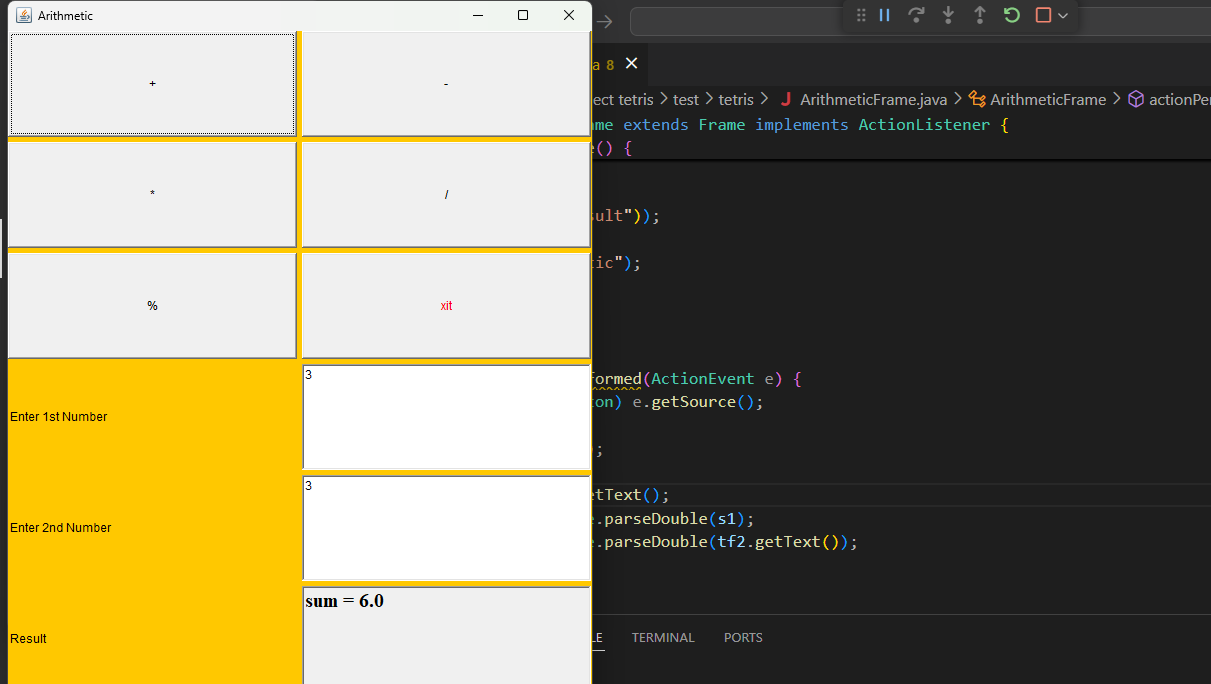 Arithmetic
+
-
*
/
%
xit
Enter 1st Number
3
Enter 2nd Number
3
Result
sum = 6.0
a 8
ect tetris > test > tetris > ArithmeticFrame.java > ArithmeticFrame > actionPer
me extends Frame implements ActionListener {
e() {
sult"));
tic");
formed(ActionEvent e) {
on) e.getSource();
;
etText();
e.parseDouble(s1);
e.parseDouble(tf2.getText());
LE TERMINAL PORTS